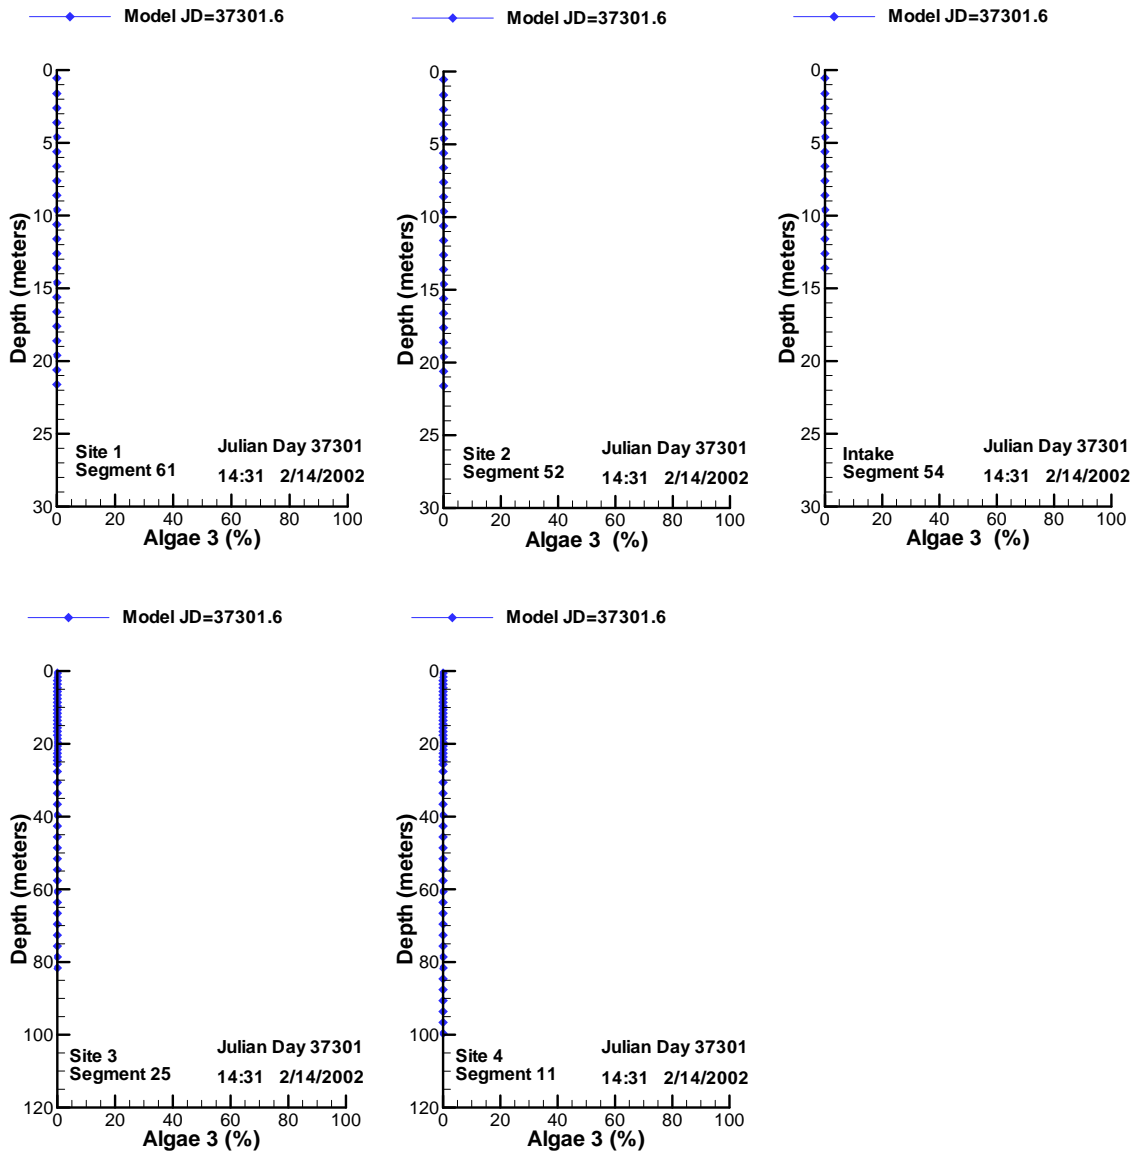 Model JD=37301.6
0
5
10
15
20
25
30
Depth (meters)
Site 1
Segment 61
Julian Day 37301
14:31 2/14/2002
0 20 40 60 80 100
Algae 3 (%)
Model JD=37301.6
0
5
10
15
20
25
30
Depth (meters)
Site 2
Segment 52
Julian Day 37301
14:31 2/14/2002
0 20 40 60 80 100
Algae 3 (%)
Model JD=37301.6
0
5
10
15
20
25
30
Depth (meters)
Intake
Segment 54
Julian Day 37301
14:31 2/14/2002
0 20 40 60 80 100
Algae 3 (%)
Model JD=37301.6
0
20
40
60
80
100
120
Depth (meters)
Site 3
Segment 25
Julian Day 37301
14:31 2/14/2002
0 20 40 60 80 100
Algae 3 (%)
Model JD=37301.6
0
20
40
60
80
100
120
Depth (meters)
Site 4
Segment 11
Julian Day 37301
14:31 2/14/2002
0 20 40 60 80 100
Algae 3 (%)